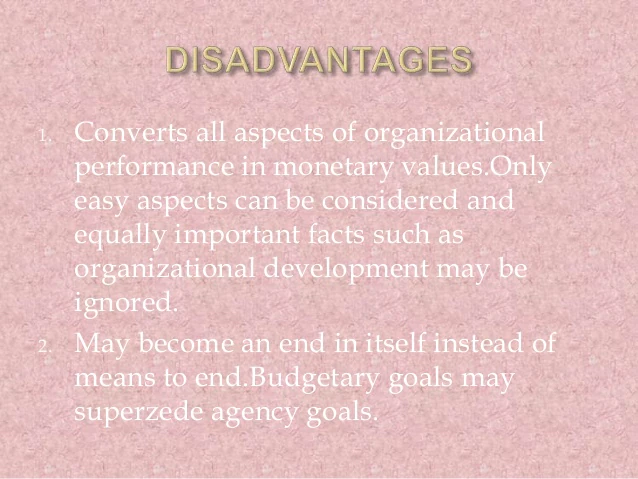 DISADVANTAGES
1. Converts all aspects of organizational
performance in monetary values.Only
easy aspects can be considered and
equally important facts such as
organizational development may be
ignored.
2. May become an end in itself instead of
means to end.Budgetary goals may
superzede agency goals.